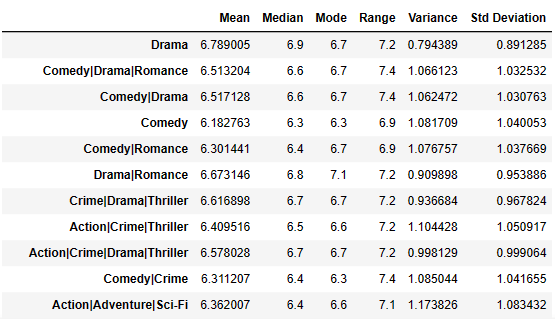 Mean Median Mode Range Variance Std Deviation
Drama 6.789005 6.9 6.7 7.2 0.794389 0.891285
Comedy|Drama|Romance 6.513204 6.6 6.7 7.4 1.066123 1.032532
Comedy|Drama 6.517128 6.6 6.7 7.4 1.062472 1.030763
Comedy 6.182763 6.3 6.3 6.9 1.081709 1.040053
Comedy|Romance 6.301441 6.4 6.7 6.9 1.076757 1.037669
Drama|Romance 6.673146 6.8 7.1 7.2 0.909898 0.953886
Crime|Drama|Thriller 6.616898 6.7 6.7 7.2 0.936684 0.967824
Action|Crime|Thriller 6.409516 6.5 6.6 7.2 1.104428 1.050917
Action|Crime|Drama|Thriller 6.578028 6.7 6.7 7.2 0.998129 0.999064
Comedy|Crime 6.311207 6.4 6.3 7.4 1.085044 1.041655
Action|Adventure|Sci-Fi 6.362007 6.4 6.6 7.1 1.173826 1.083432